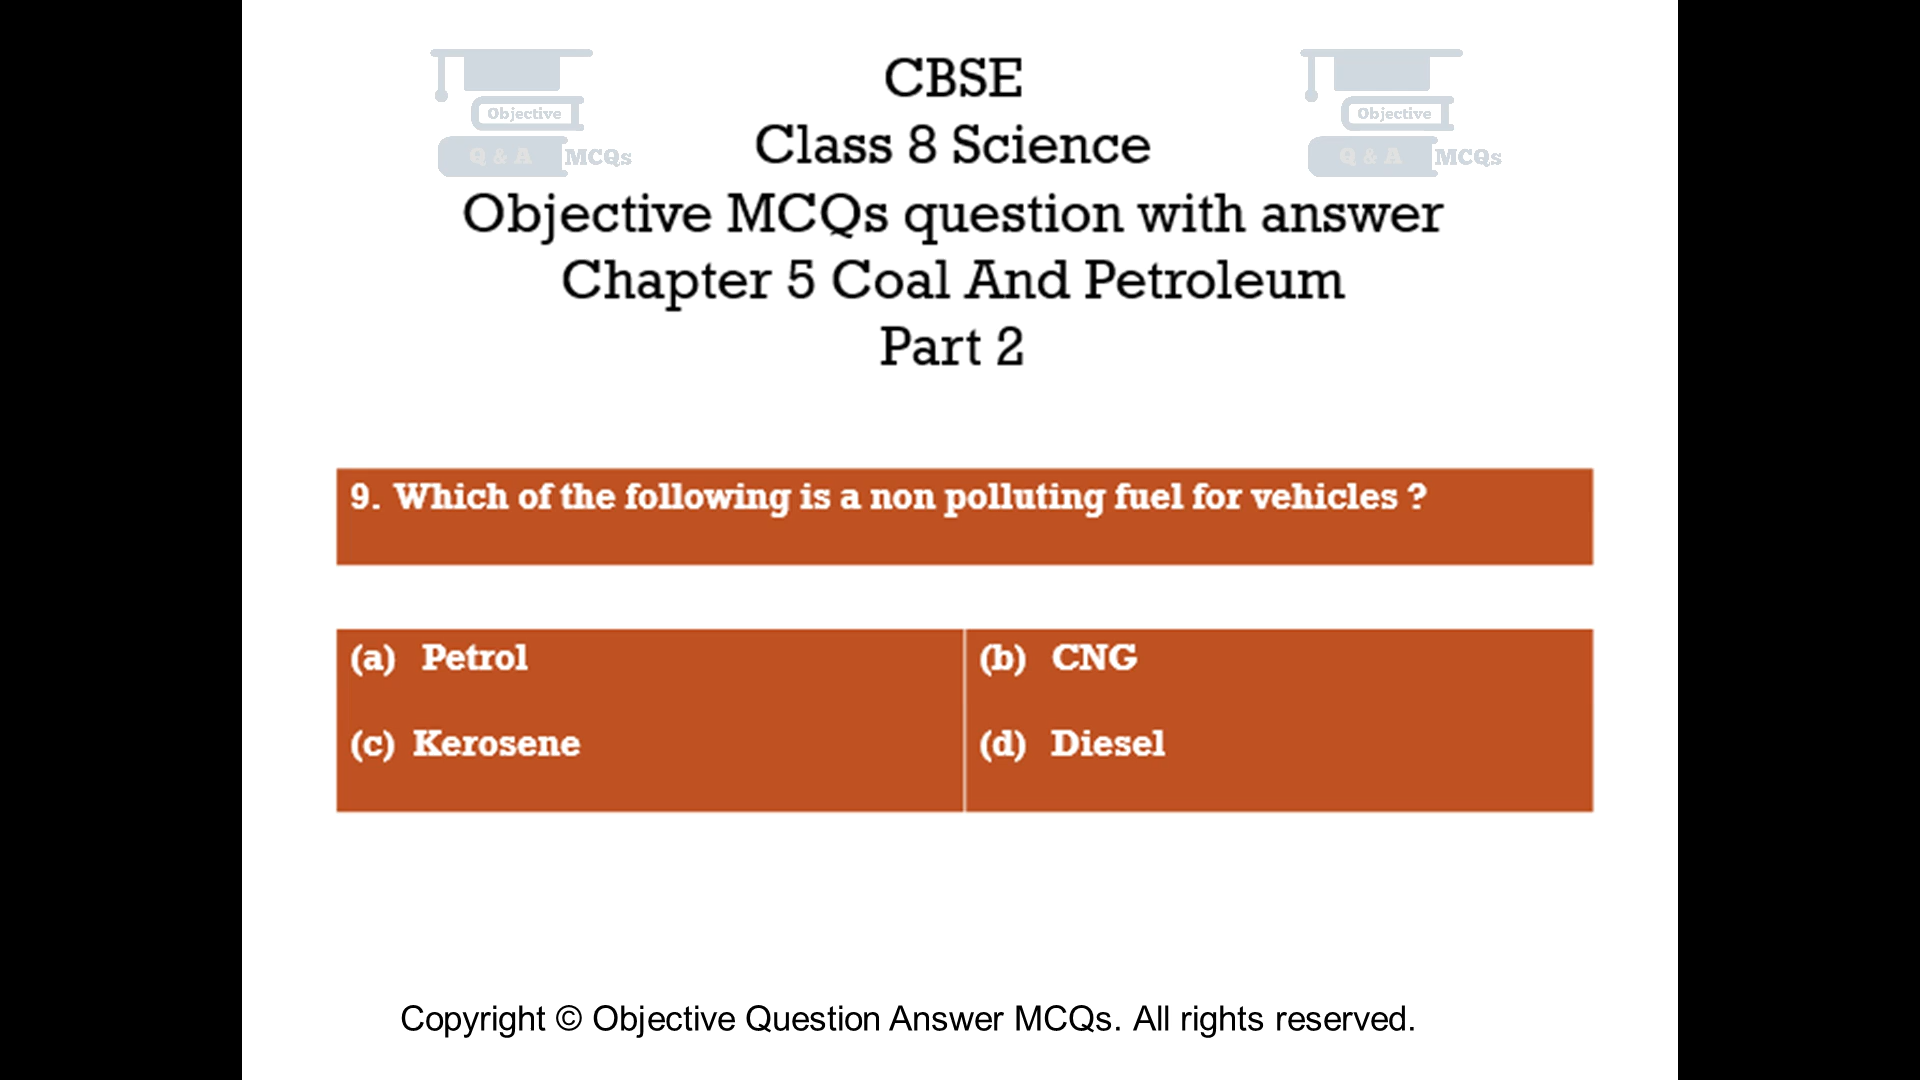 CBSE
Class 8 Science
Objective MCQs question with answer
Chapter 5 Coal And Petroleum
Part 2
Objective
Q & A MCQs
Objective
Q & A MCQs
9. Which of the following is a non polluting fuel for vehicles ?
(a) Petrol
(b) CNG
(c) Kerosene
(d) Diesel
Copyright © Objective Question Answer MCQs. All rights reserved.